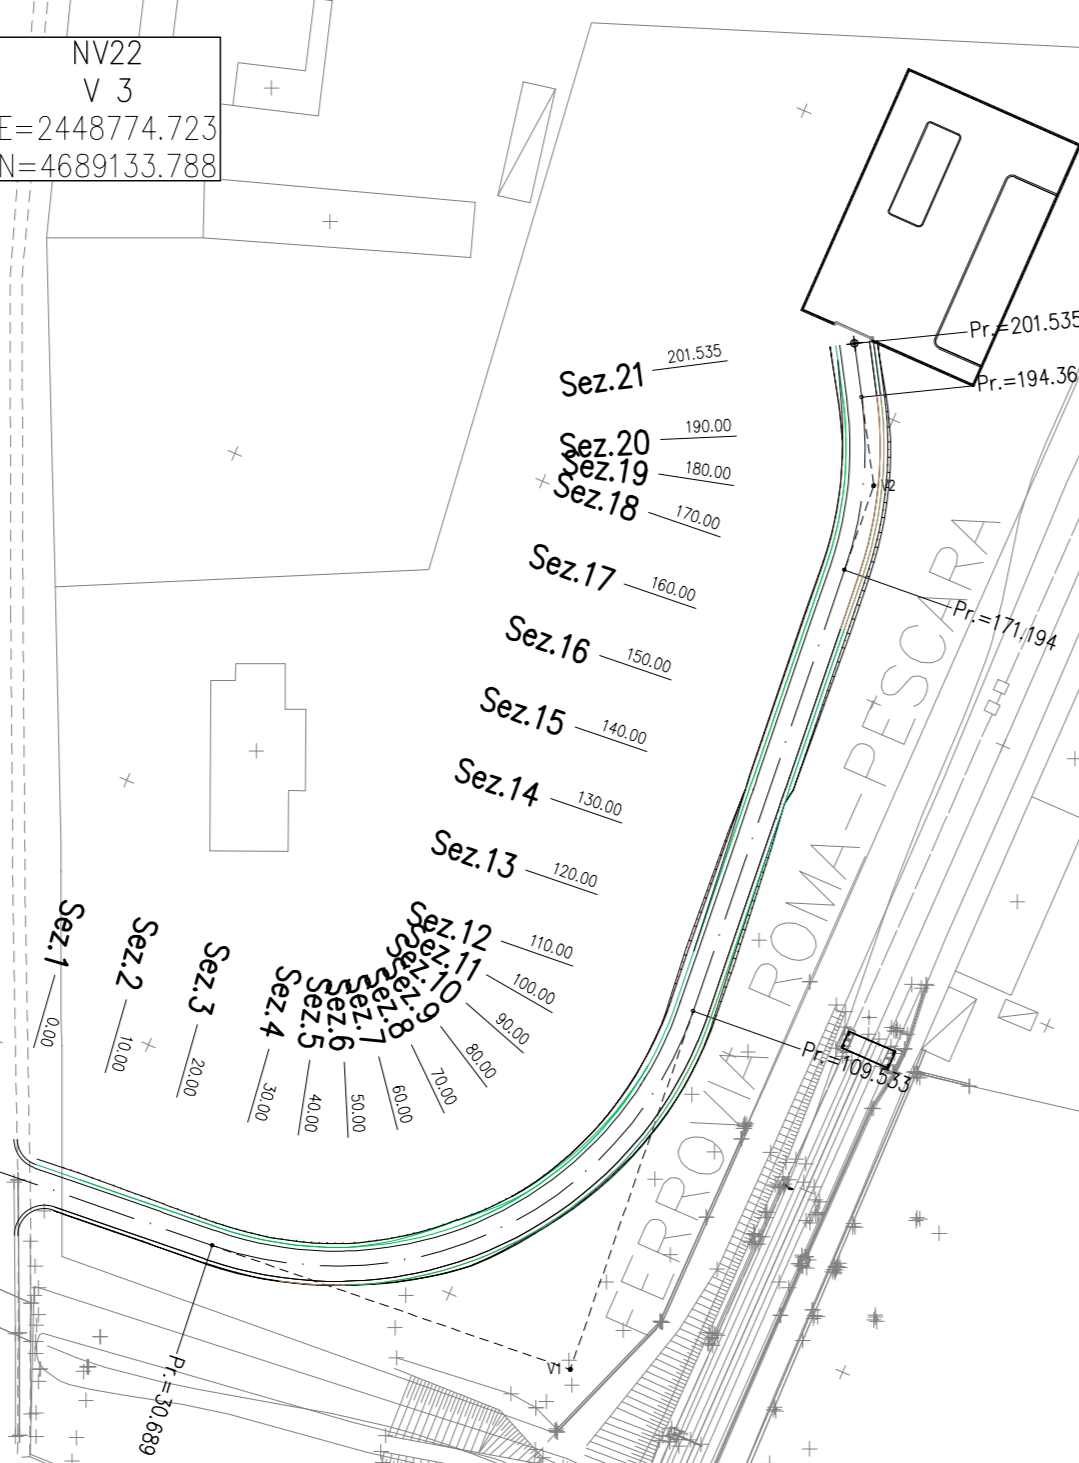 NV22
V 3
E=2448774.723
N=4689133.788
Pr.=201.535
Sez.21 201.535
Pr.=194.36
Sez.20 190.00
Sez.19 180.00
Sez.18 170.00
V2
Sez.17 160.00
Pr.=171.194
Sez.16 150.00
Sez.15 140.00
Sez.14 130.00
Sez.13 120.00
Sez.12 110.00
Sez.11 100.00
Sez.10 90.00
Sez.9 80.00
Sez.8 70.00
Sez.7 60.00
Sez.6 50.00
Sez.5 40.00
Sez.4 30.00
Sez.3 20.00
Sez.2 10.00
Sez.1 0.00
Pr.=109.533
FERROVIA ROMA-PESCARA
V1
Pr.=30.689